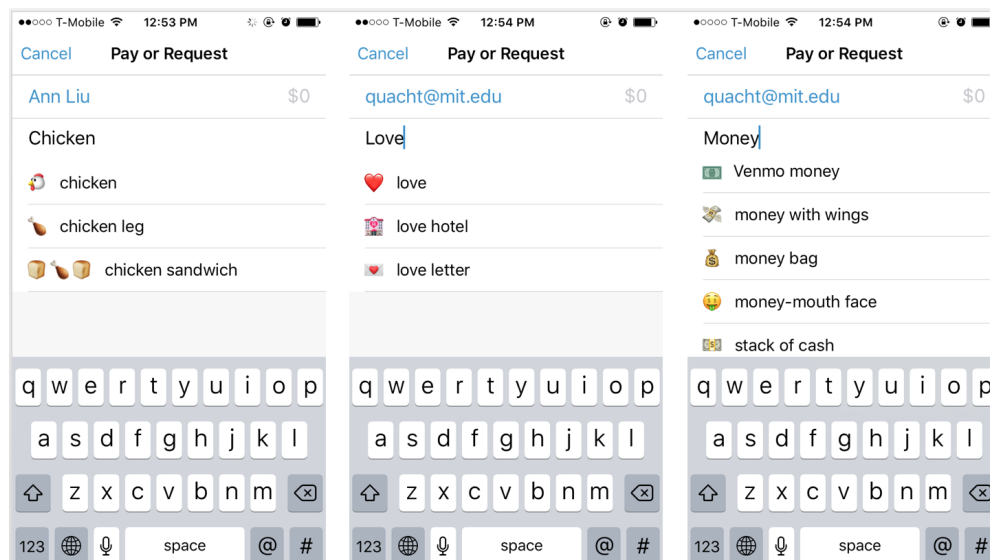 T-Mobile 12:53 PM
Cancel Pay or Request
Ann Liu $0
Chicken
chicken
chicken leg
chicken sandwich
q w e r t y u i o p
a s d f g h j k l
z x c v b n m
123 space @ #
T-Mobile 12:54 PM
Cancel Pay or Request
quacht@mit.edu $0
Love
love
love hotel
love letter
q w e r t y u i o p
a s d f g h j k l
z x c v b n m
123 space @ #
T-Mobile 12:54 PM
Cancel Pay or Request
quacht@mit.edu $0
Money
Venmo money
money with wings
money bag
money-mouth face
stack of cash
q w e r t y u i o p
a s d f g h j k l
z x c v b n m
123 space @ #